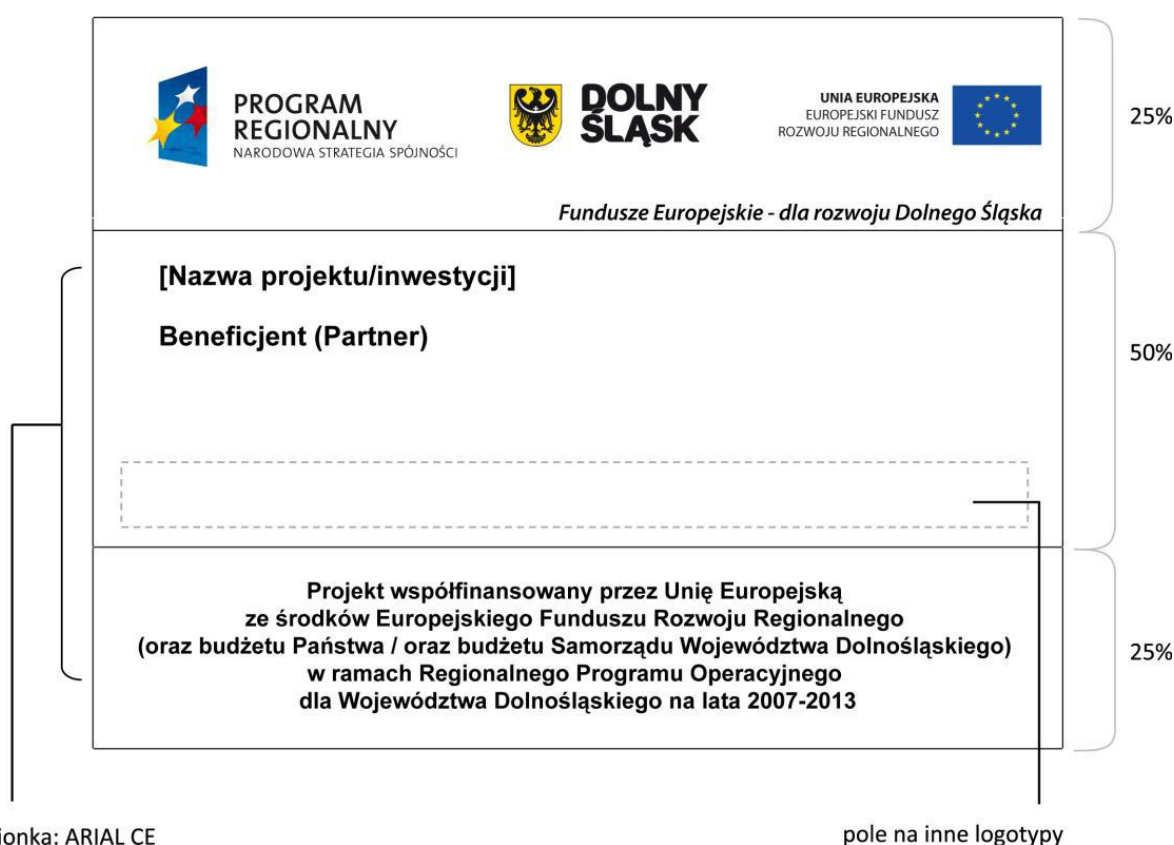 PROGRAM
REGIONALNY
NARODOWA STRATEGIA SPÓJNOŚCI
DOLNY
ŚLĄSK
UNIA EUROPEJSKA
EUROPEJSKI FUNDUSZ
ROZWOJU REGIONALNEGO
25%
Fundusze Europejskie - dla rozwoju Dolnego Śląska
[Nazwa projektu/inwestycji]
Beneficjent (Partner)
50%
Projekt współfinansowany przez Unię Europejską
ze środków Europejskiego Funduszu Rozwoju Regionalnego
(oraz budżetu Państwa / oraz budżetu Samorządu Województwa Dolnośląskiego)
w ramach Regionalnego Programu Operacyjnego
dla Województwa Dolnośląskiego na lata 2007-2013
25%
ionka: ARIAL CE
pole na inne logotypy